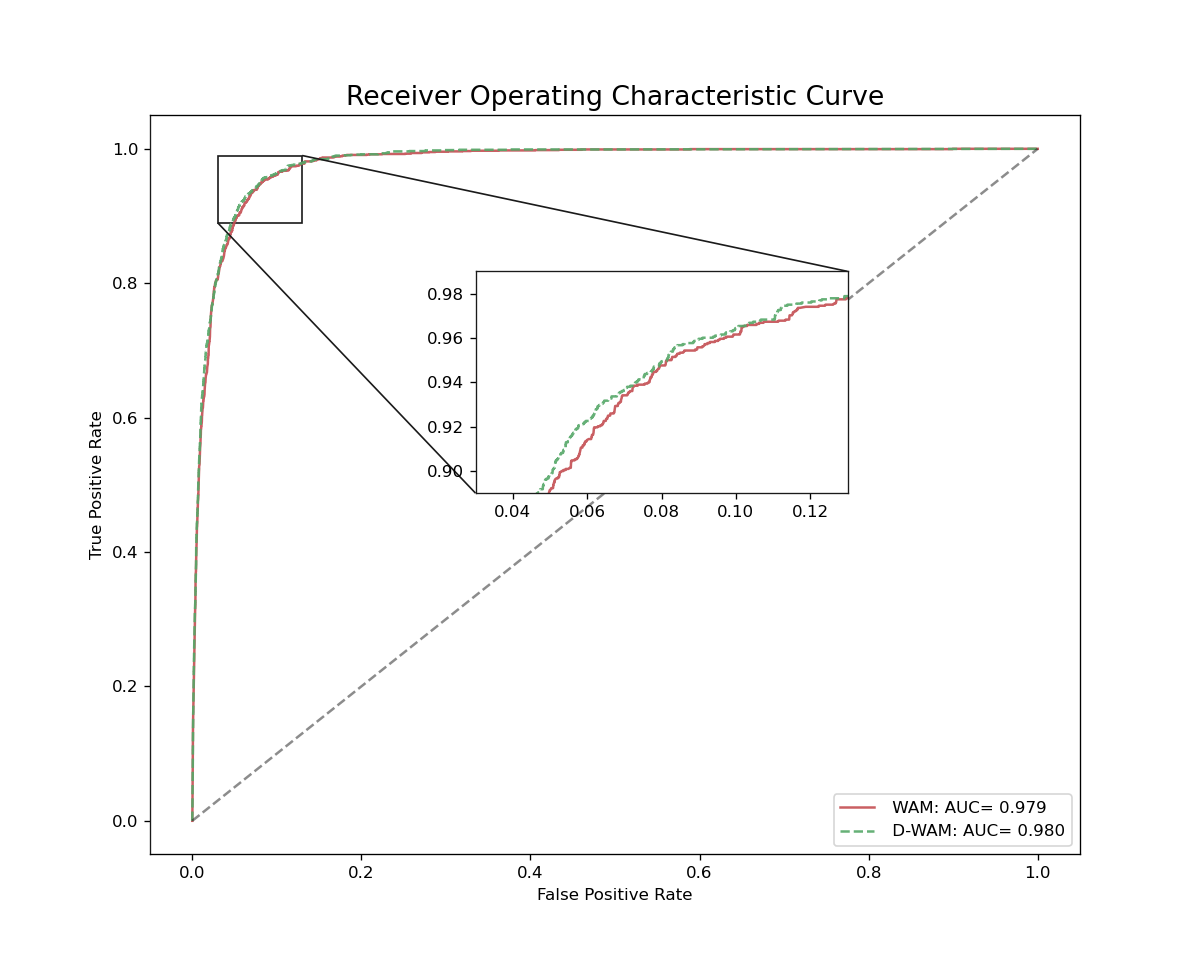 Receiver Operating Characteristic Curve
True Positive Rate
1.0
0.8
0.6
0.4
0.2
0.0
0.98
0.96
0.94
0.92
0.90
0.04 0.06 0.08 0.10 0.12
WAM: AUC= 0.979
D-WAM: AUC= 0.980
0.0 0.2 0.4 0.6 0.8 1.0
False Positive Rate